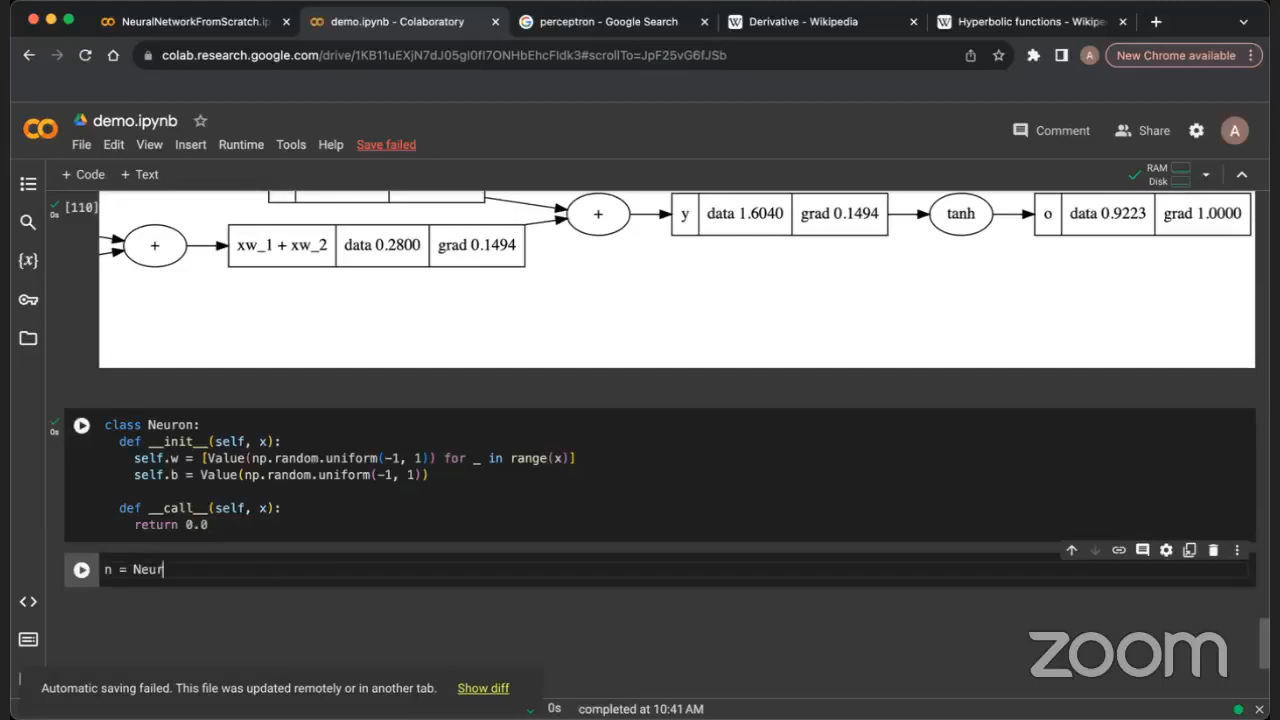 NeuralNetworkFromScratch.ip
demo.ipynb - Colaboratory
perceptron - Google Search
Derivative - Wikipedia
Hyperbolic functions - Wikipe
colab.research.google.com/drive/1KB11uEXjN7dJ05gI0fI7ONHbEhcFIdk3#scrollTo=JpF25vG6fJSb
A
New Chrome available
demo.ipynb
File Edit View Insert Runtime Tools Help Save failed
Comment
Share
A
+ Code + Text
RAM
Disk
0s
[110]
+
y data 1.6040 grad 0.1494
tanh
o data 0.9223 grad 1.0000
+
xw_1 + xw_2 data 0.2800 grad 0.1494
{x}
0s
class Neuron:
def __init__(self, x):
self.w = [Value(np.random.uniform(-1, 1)) for _ in range(x)]
self.b = Value(np.random.uniform(-1, 1))
def __call__(self, x):
return 0.0
n = Neur
zoom
Automatic saving failed. This file was updated remotely or in another tab. Show diff
0s completed at 10:41 AM